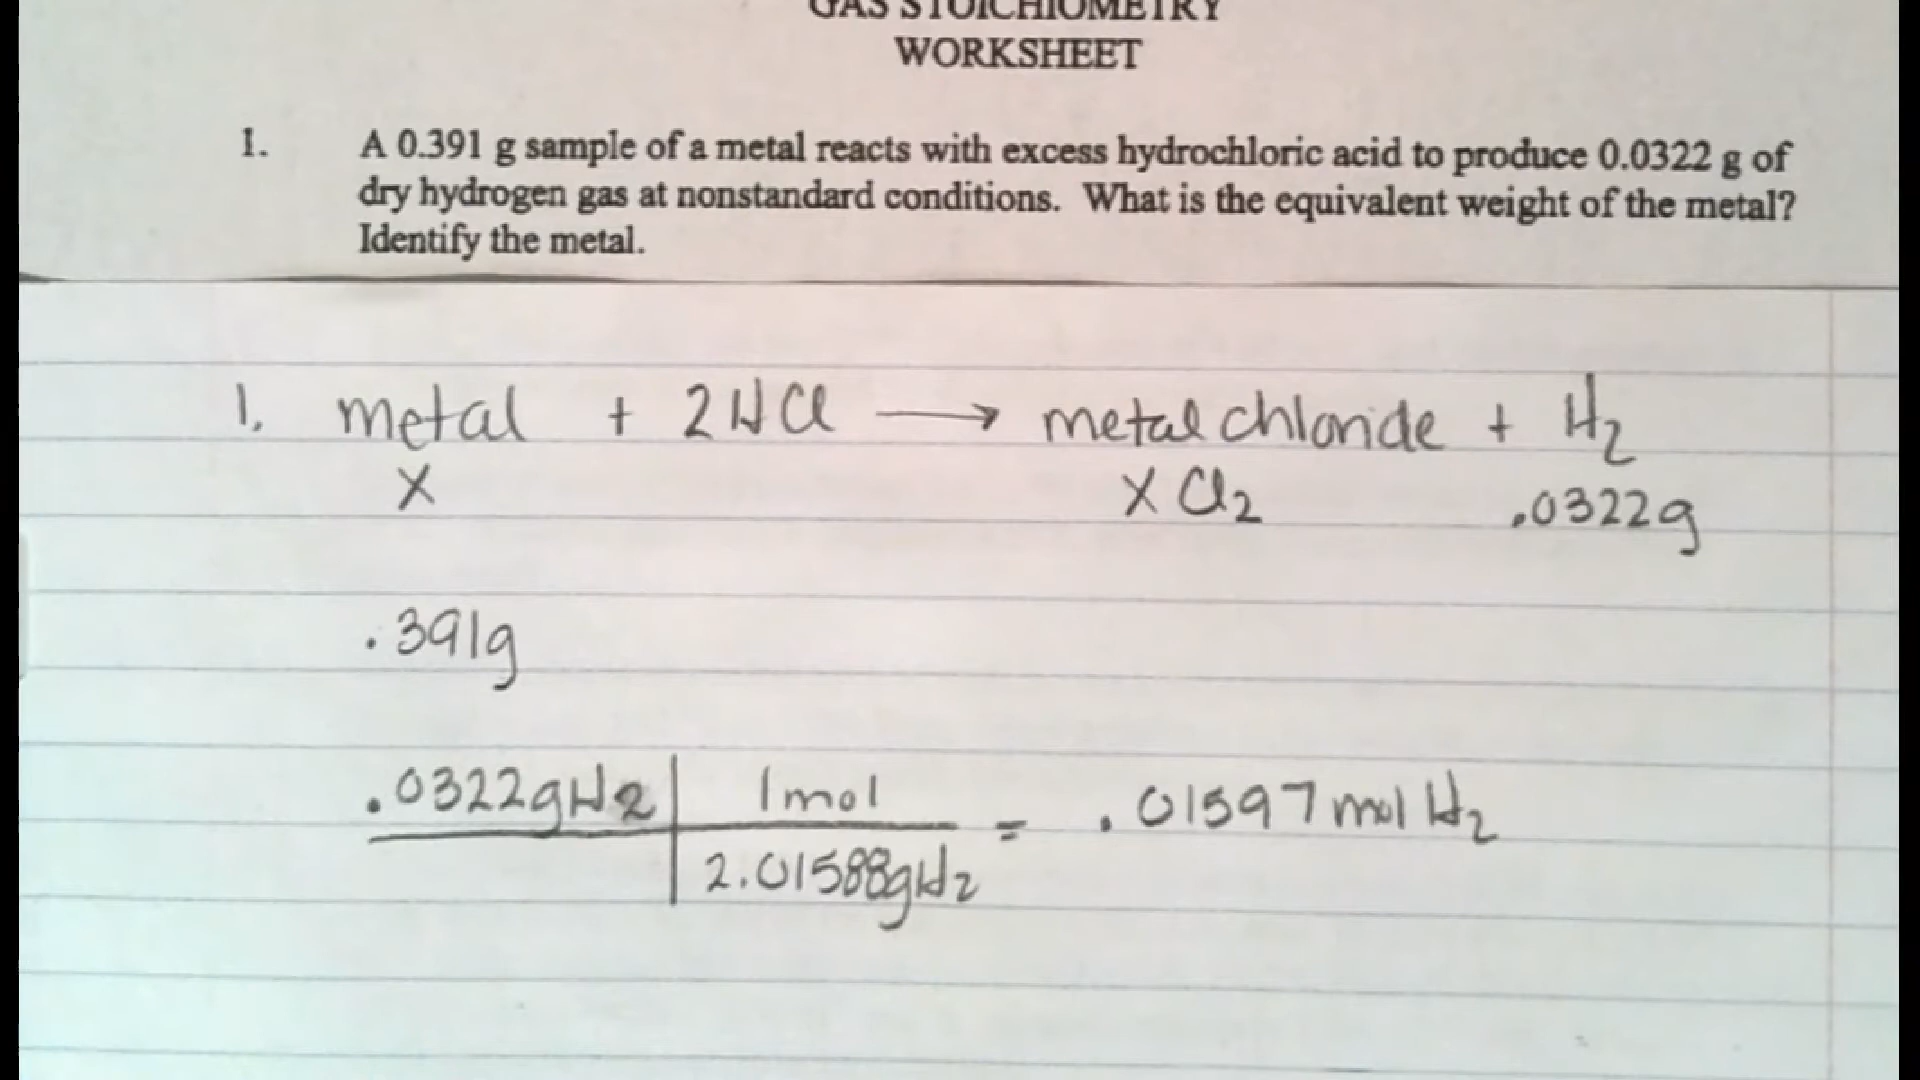 GAS STOICHIOMETRY
WORKSHEET
1. A 0.391 g sample of a metal reacts with excess hydrochloric acid to produce 0.0322 g of
dry hydrogen gas at nonstandard conditions. What is the equivalent weight of the metal?
Identify the metal.
1. metal + 2HCl → metal chloride + H₂
X XCl₂ .0322g
.391g
.0322gH₂ | 1mol = .01597 mol H₂
2.01588gH₂